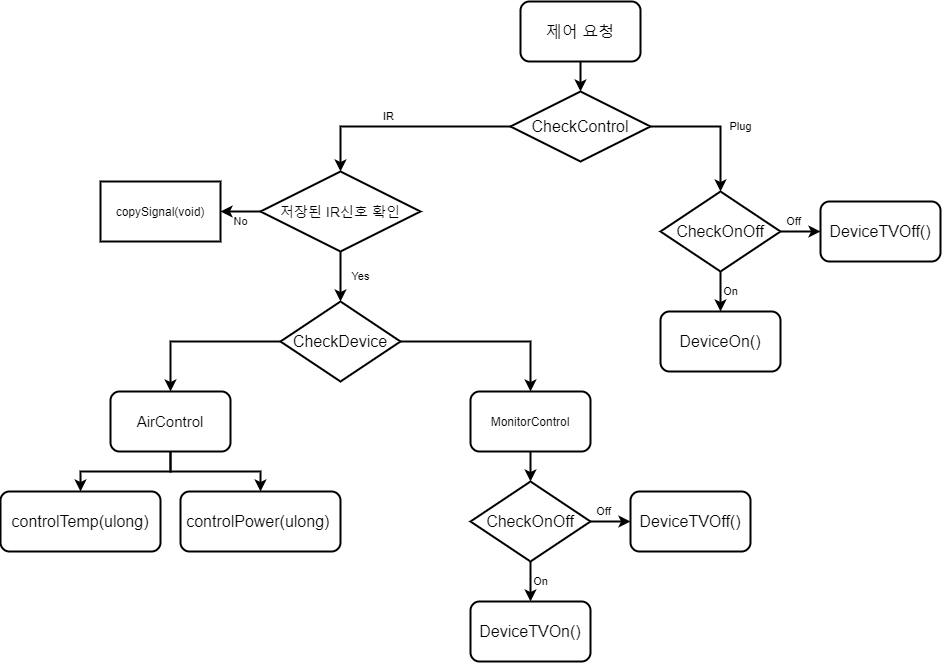 제어 요청
CheckControl
IR
Plug
copySignal(void)
No
저장된 IR신호 확인
CheckOnOff
Off
DeviceTVOff()
Yes
On
DeviceOn()
CheckDevice
AirControl
MonitorControl
controlTemp(ulong)
controlPower(ulong)
CheckOnOff
Off
DeviceTVOff()
On
DeviceTVOn()